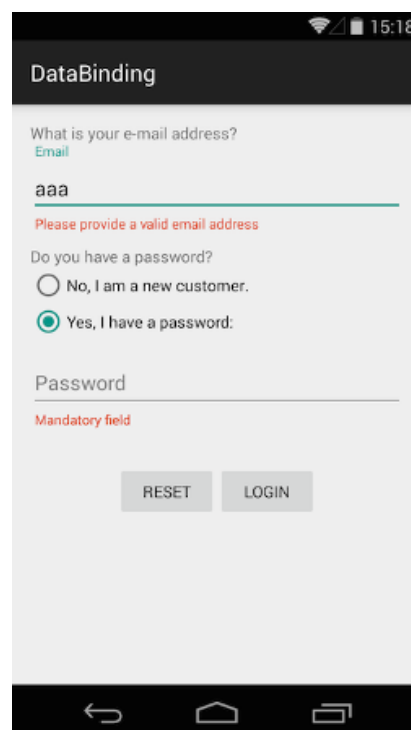 15:18
DataBinding
What is your e-mail address?
Email
aaa
Please provide a valid email address
Do you have a password?
No, I am a new customer.
Yes, I have a password:
Password
Mandatory field
RESET LOGIN